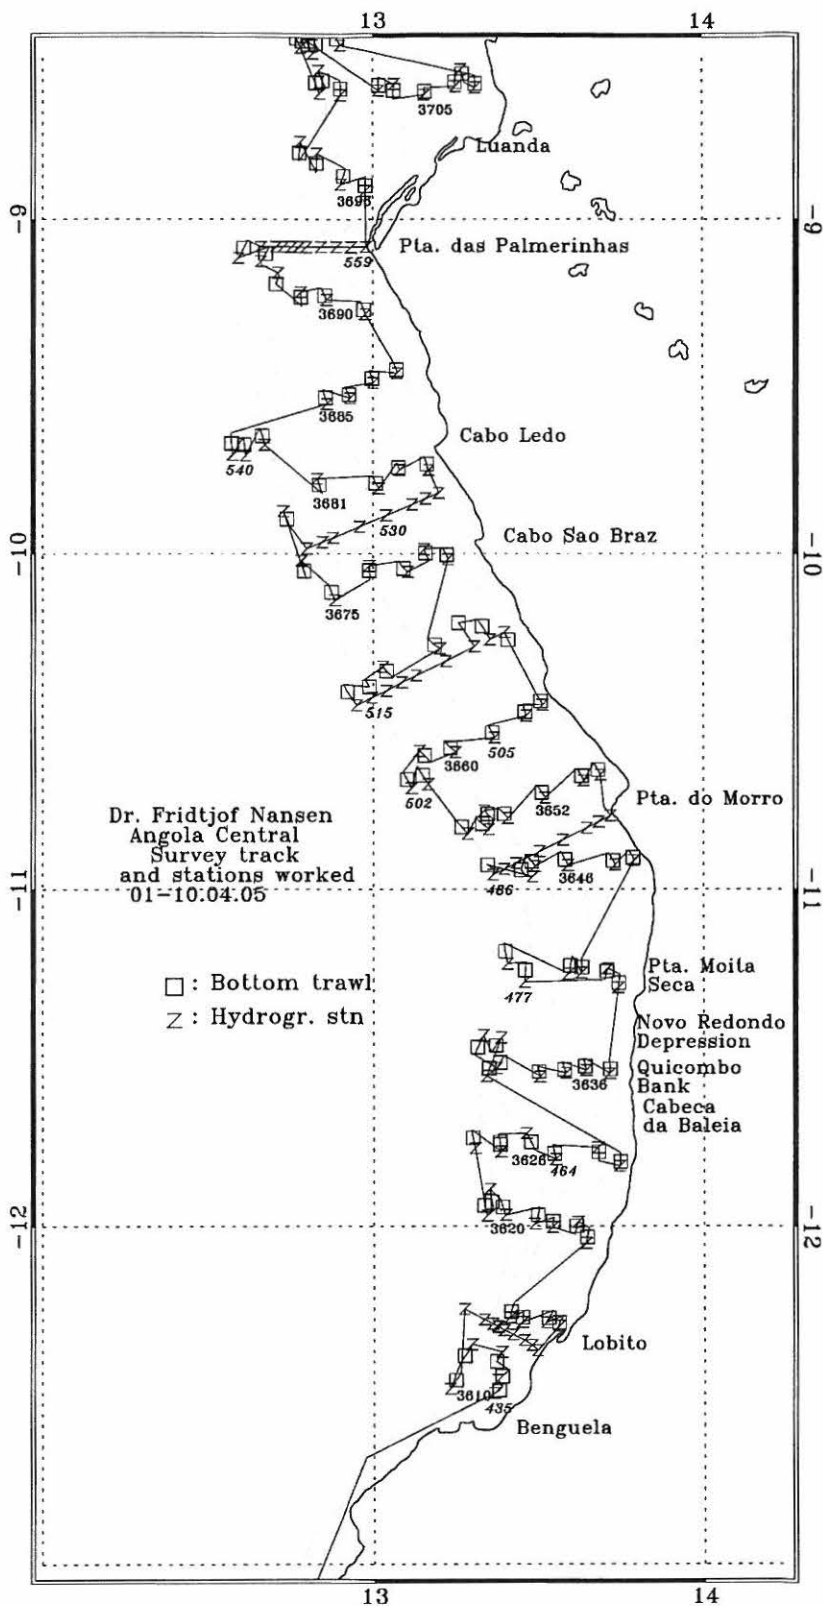 13 14
3705
Luanda
3695
-9 -9
Pta. das Palmerinhas
559
3690
3685
Cabo Ledo
540
3681
530
Cabo Sao Braz
-10 -10
3675
515
505
3660
502
3652
Pta. do Morro
Dr. Fridtjof Nansen
Angola Central
Survey track
and stations worked
01-10.04.05
486
3646
-11 -11
Pta. Moita
Seca
477
□ : Bottom trawl
Z : Hydrogr. stn
Novo Redondo
Depression
3636
Quicombo
Bank
Cabeca
da Baleia
3626
464
3620
-12 -12
Lobito
3610
435
Benguela
13 14